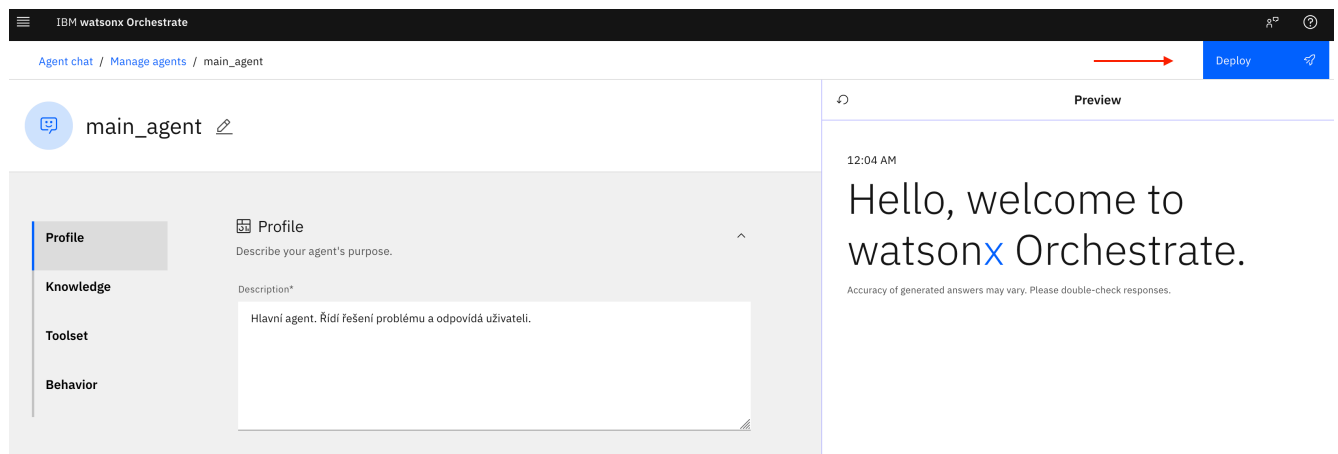 IBM watsonx Orchestrate
Agent chat / Manage agents / main_agent
Deploy
main_agent
Profile
Knowledge
Toolset
Behavior
Profile
Describe your agent's purpose.
Description*
Hlavní agent. Řídí řešení problému a odpovídá uživateli.
Preview
12:04 AM
Hello, welcome to
watsonx Orchestrate.
Accuracy of generated answers may vary. Please double-check responses.